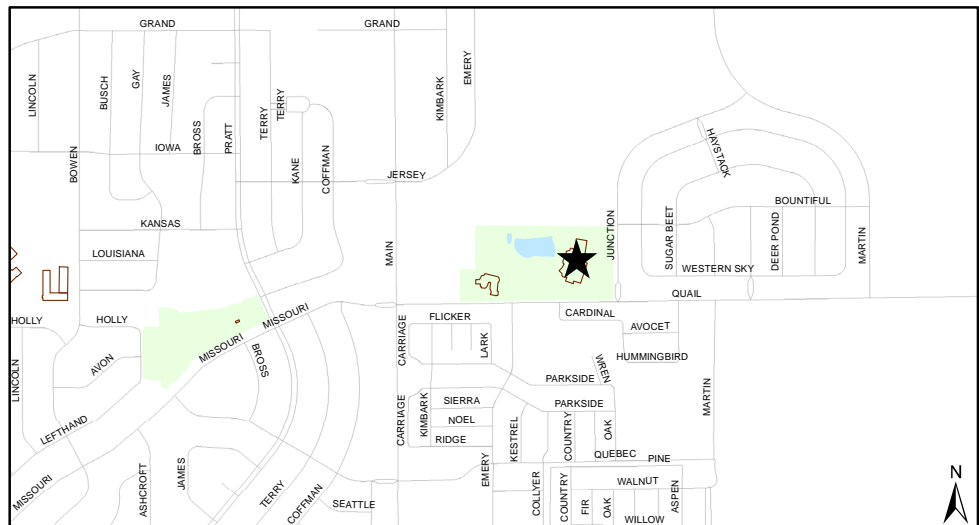 GRAND
GRAND
LINCOLN
BUSCH
GAY
JAMES
BROSS
PRATT
TERRY
TERRY
KIMBARK
EMERY
BOWEN
IOWA
KANE
COFFMAN
JERSEY
HAYSTACK
BOUNTIFUL
KANSAS
LOUISIANA
MAIN
JUNCTION
SUGAR BEET
DEER POND
MARTIN
WESTERN SKY
QUAIL
HOLLY
HOLLY
MISSOURI
MISSOURI
CARRIAGE
FLICKER
LARK
CARDINAL
AVOCET
HUMMINGBIRD
LINCOLN
AVON
BROSS
WREN
PARKSIDE
PARKSIDE
MARTIN
LEFTHAND
CARRIAGE
KIMBARK
SIERRA
NOEL
RIDGE
KESTREL
COUNTRY
OAK
QUEBEC
PINE
MISSOURI
ASHCROFT
JAMES
TERRY
COFFMAN
SEATTLE
EMERY
COLLYER
COUNTRY
FIR
OAK
WALNUT
ASPEN
WILLOW
N